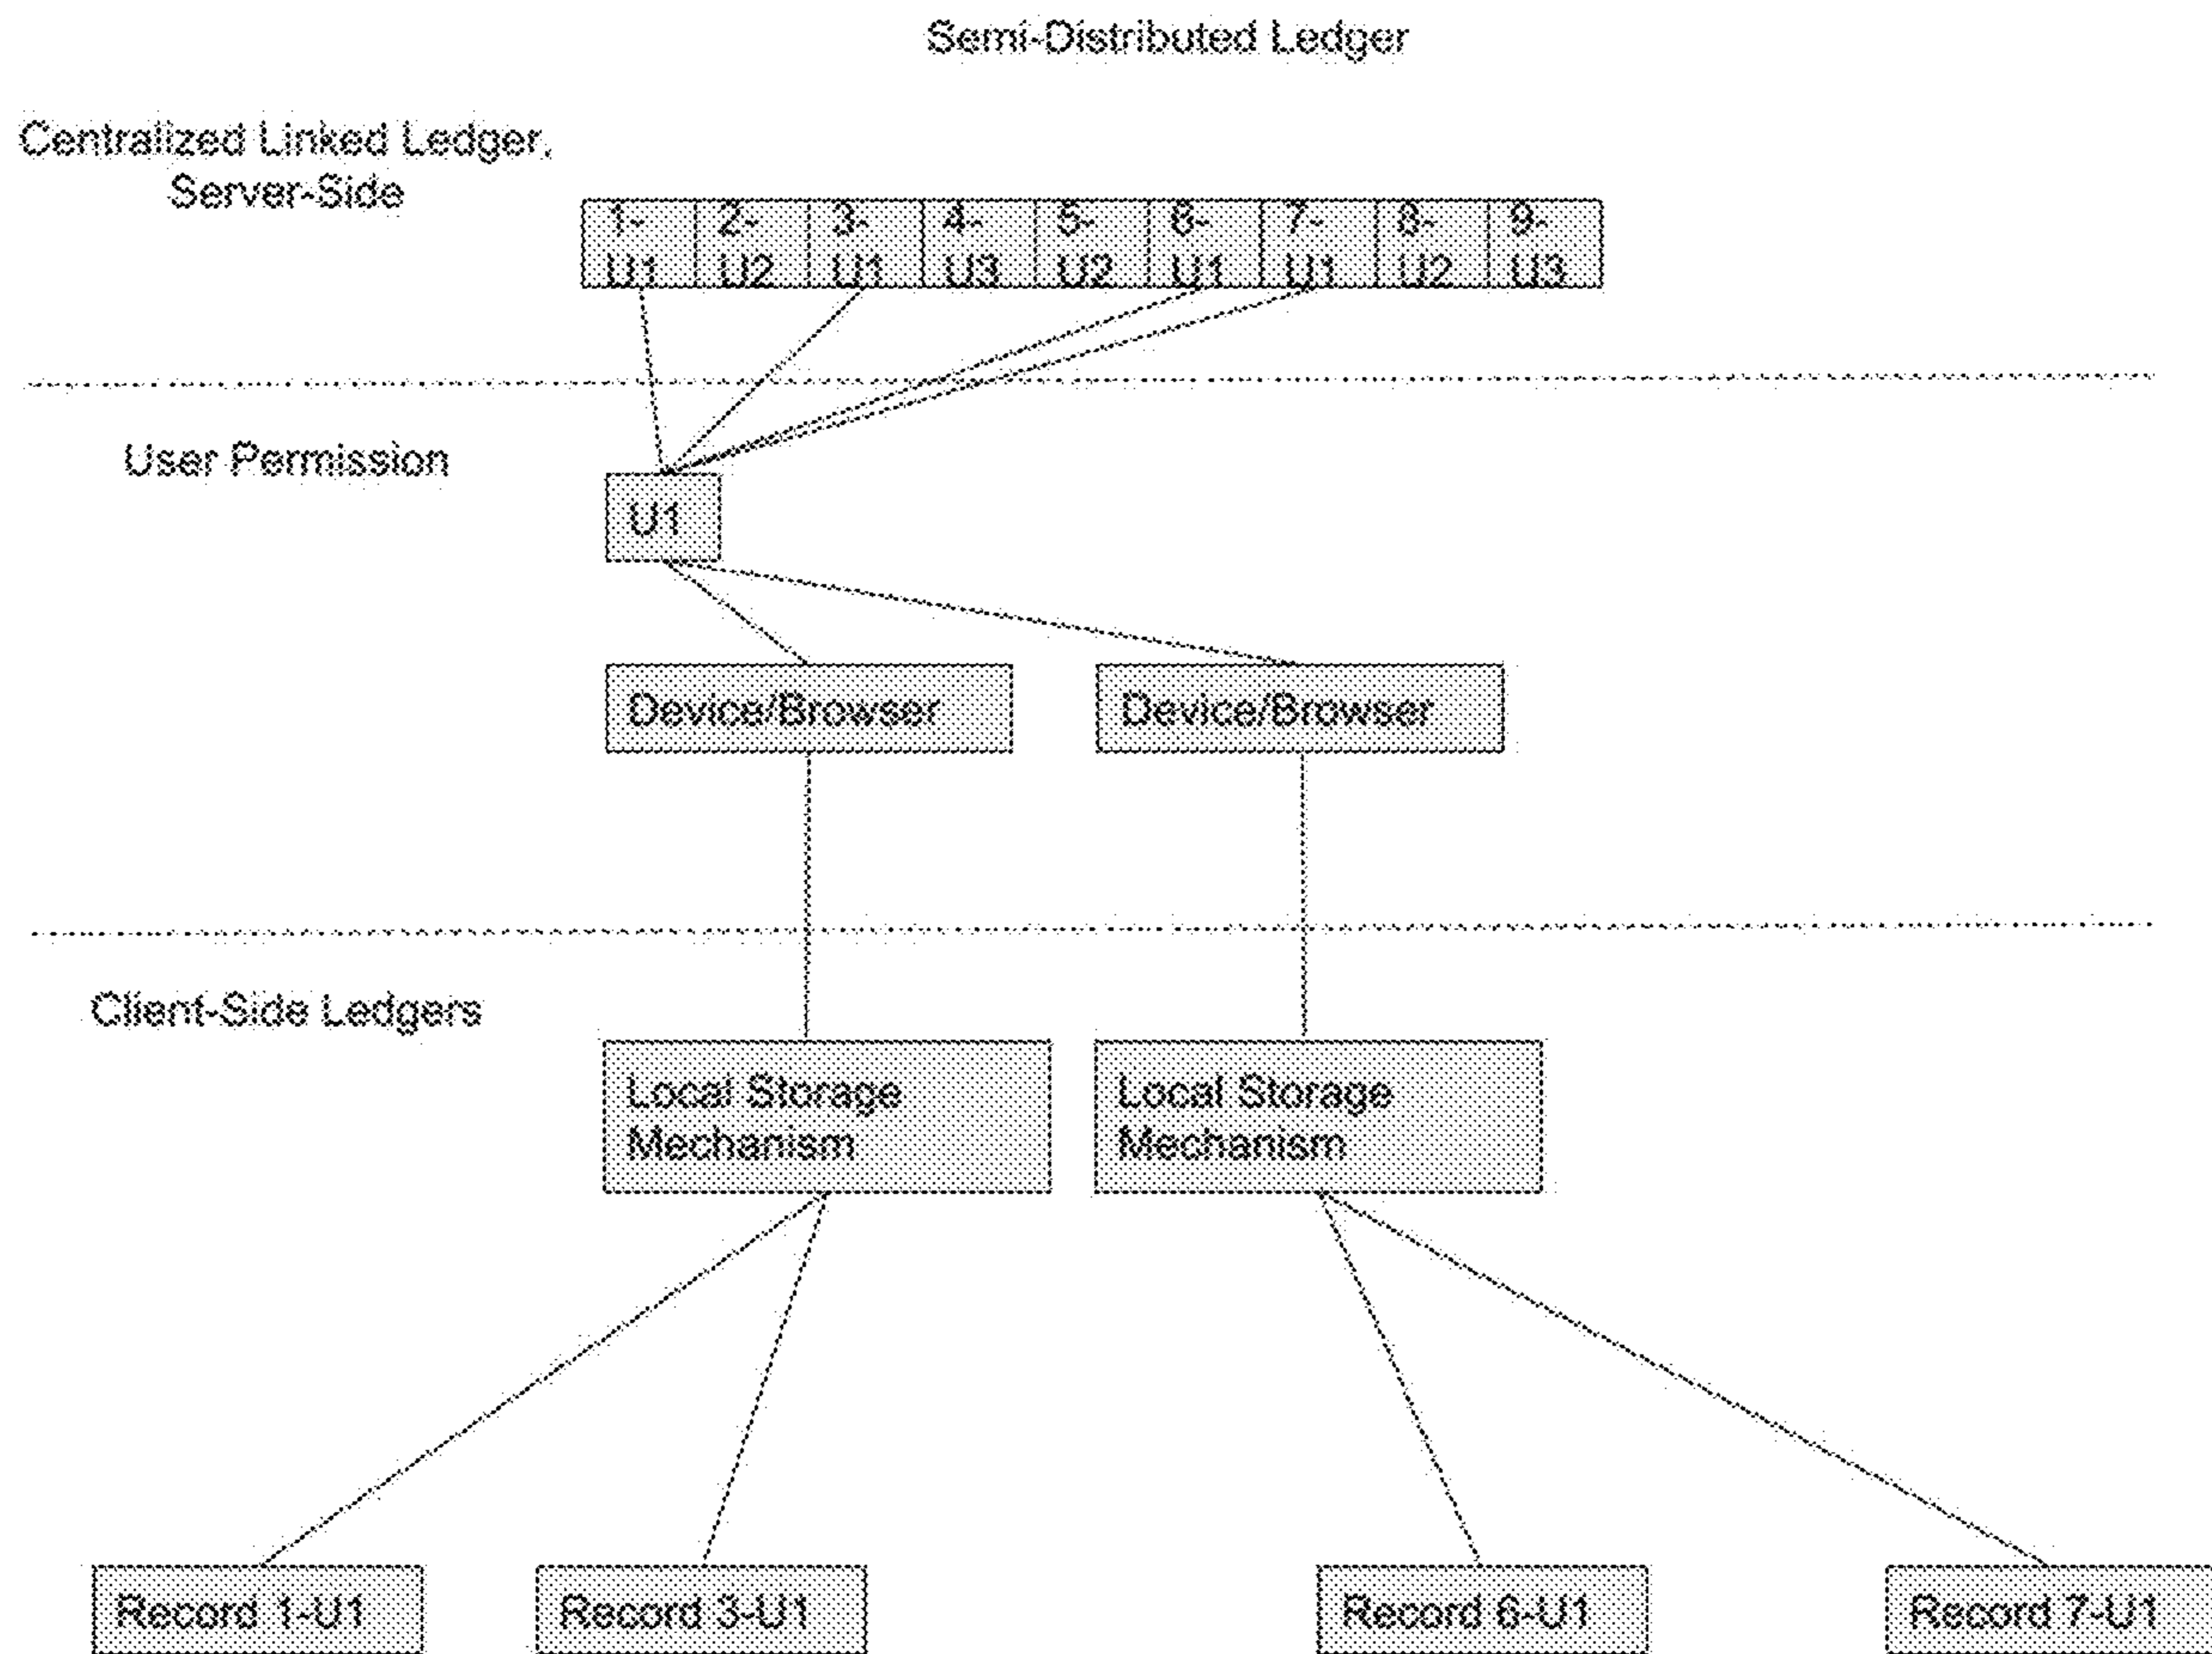 Semi-Distributed Ledger
Centralized Linked Ledger,
Server-Side
1- 2- 3- 4- 5- 6- 7- 8- 9-
U1 U2 U1 U3 U2 U1 U1 U2 U3
User Permission
U1
Device/Browser Device/Browser
Client-Side Ledgers
Local Storage Local Storage
Mechanism Mechanism
Record 1-U1 Record 3-U1 Record 6-U1 Record 7-U1